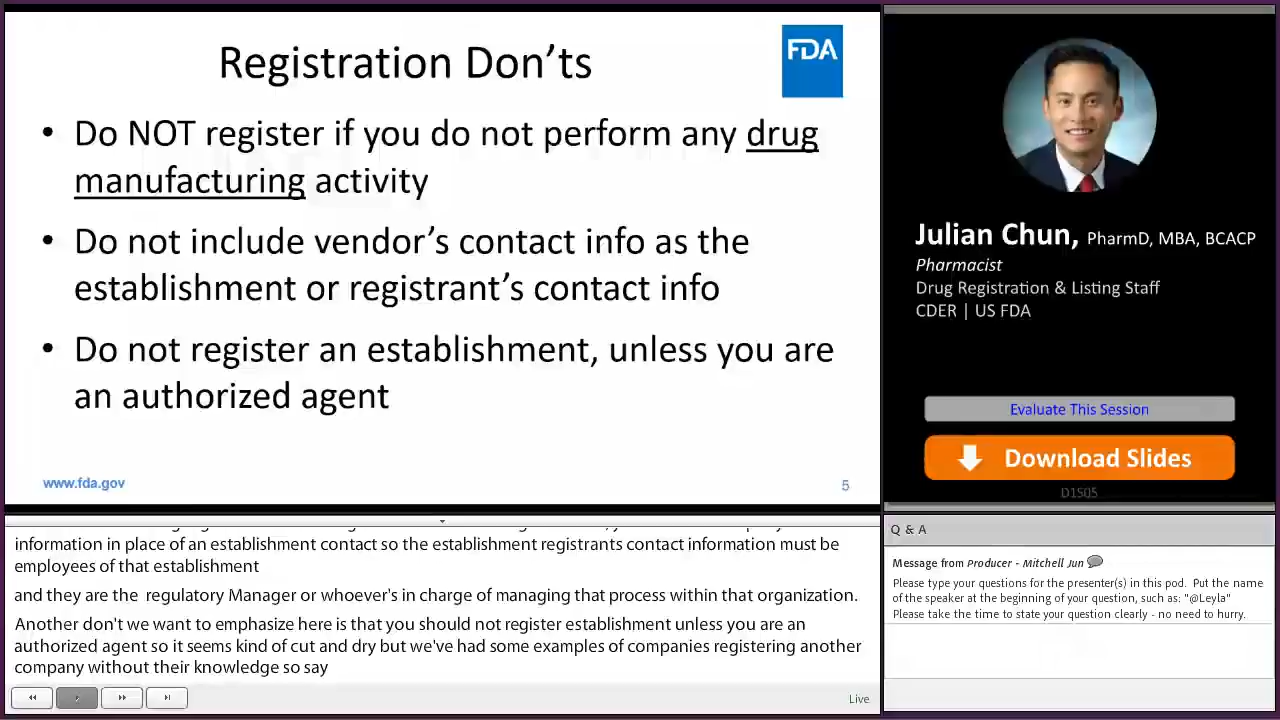 Registration Don'ts
FDA
• Do NOT register if you do not perform any drug
manufacturing activity
• Do not include vendor's contact info as the
establishment or registrant's contact info
• Do not register an establishment, unless you are
an authorized agent
www.fda.gov
5
Julian Chun, PharmD, MBA, BCACP
Pharmacist
Drug Registration & Listing Staff
CDER | US FDA
Evaluate This Session
Download Slides
D1S05
information in place of an establishment contact so the establishment registrants contact information must be
employees of that establishment
and they are the regulatory Manager or whoever's in charge of managing that process within that organization.
Another don't we want to emphasize here is that you should not register establishment unless you are an
authorized agent so it seems kind of cut and dry but we've had some examples of companies registering another
company without their knowledge so say
Live
Q & A
Message from Producer - Mitchell Jun
Please type your questions for the presenter(s) in this pod. Put the name
of the speaker at the beginning of your question, such as: "@Leyla"
Please take the time to state your question clearly - no need to hurry.